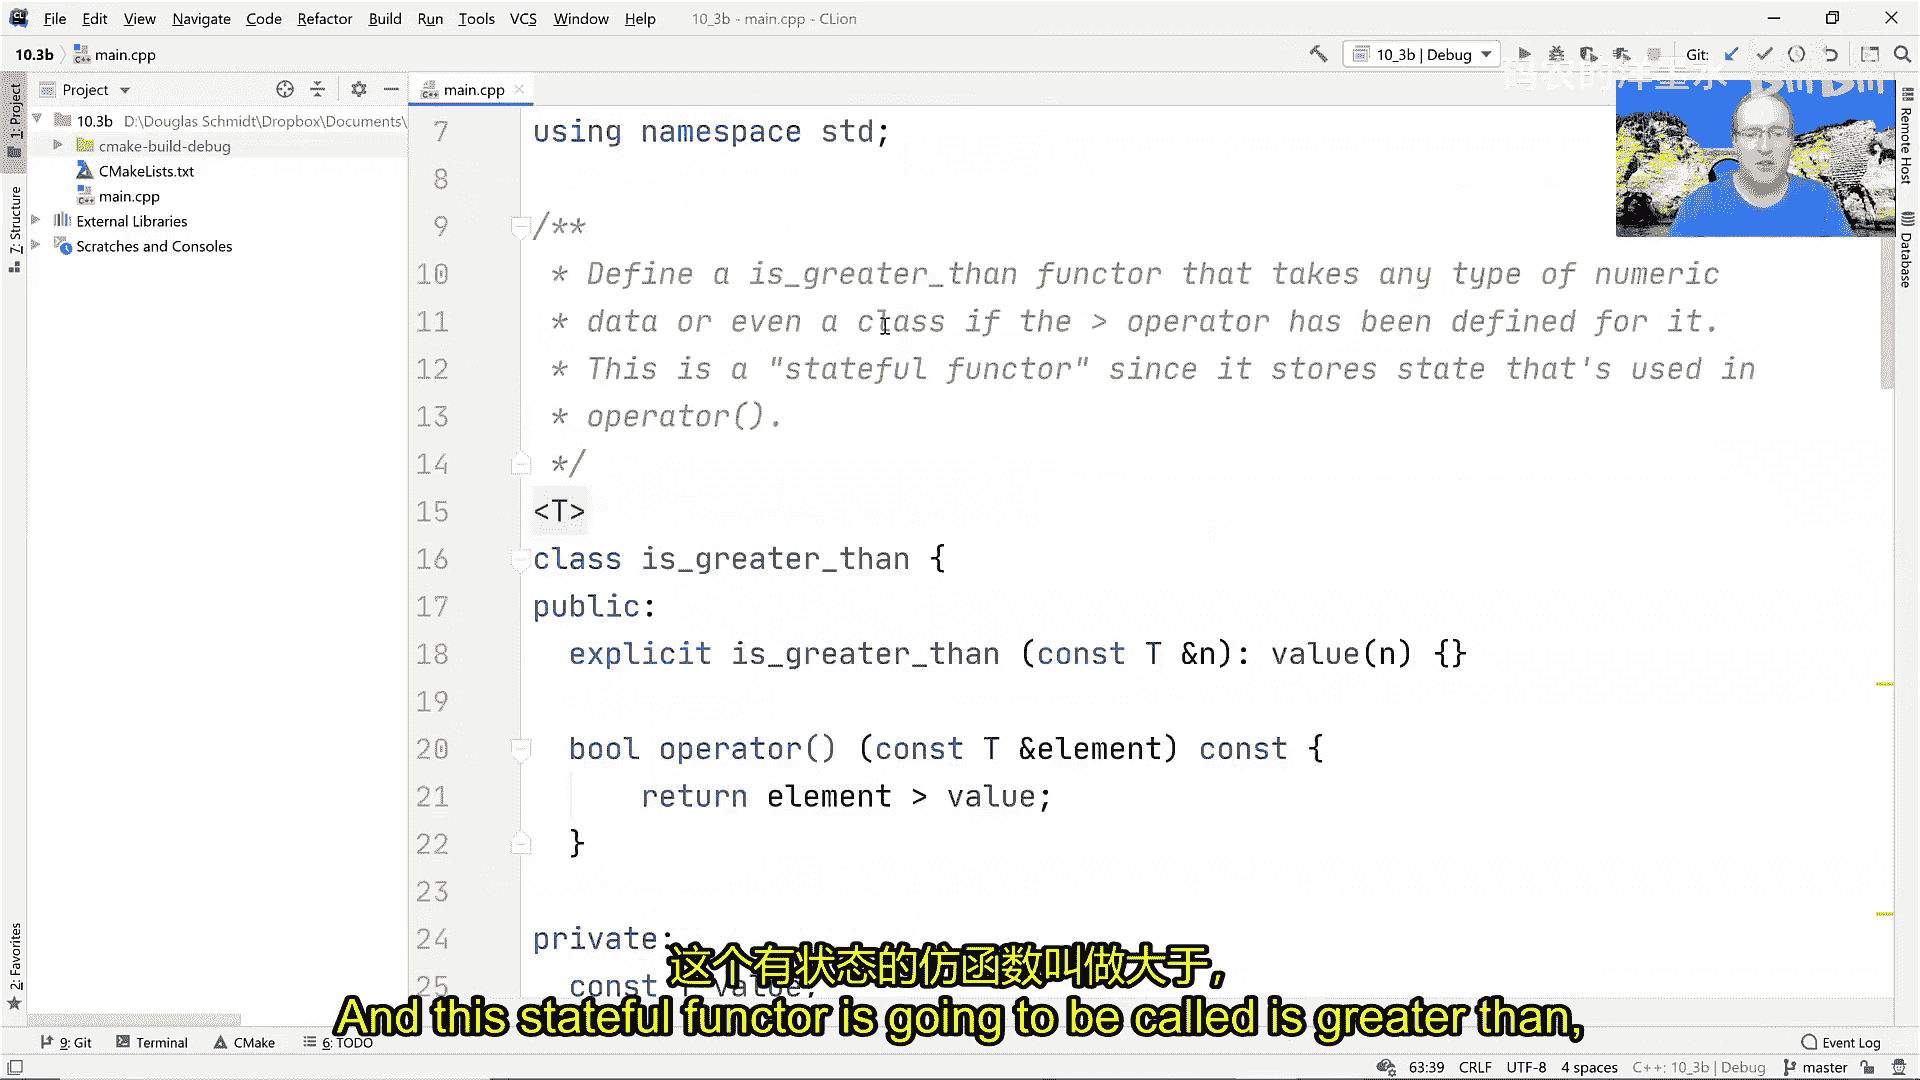 File Edit View Navigate Code Refactor Build Run Tools VCS Window Help 10_3b - main.cpp - CLion
10.3b main.cpp 10_3b | Debug Git:
码农的洋垦水
1: Project
Project
main.cpp
10.3b D:\Douglas Schmidt\Dropbox\Documents\
cmake-build-debug
CMakeLists.txt
main.cpp
External Libraries
Scratches and Consoles
7: Structure
2: Favorites
Remote Host
Database
7 using namespace std;
8
9 /**
10 * Define a is_greater_than functor that takes any type of numeric
11 * data or even a class if the > operator has been defined for it.
12 * This is a "stateful functor" since it stores state that's used in
13 * operator().
14 */
15 <T>
16 class is_greater_than {
17 public:
18 explicit is_greater_than (const T &n): value(n) {}
19
20 bool operator() (const T &element) const {
21 return element > value;
22 }
23
24 private:
25 const T value;
这个有状态的仿函数叫做大于,
And this stateful functor is going to be called is greater than,
9: Git Terminal CMake 6: TODO Event Log
63:39 CRLF UTF-8 4 spaces C++: 10_3b | Debug master